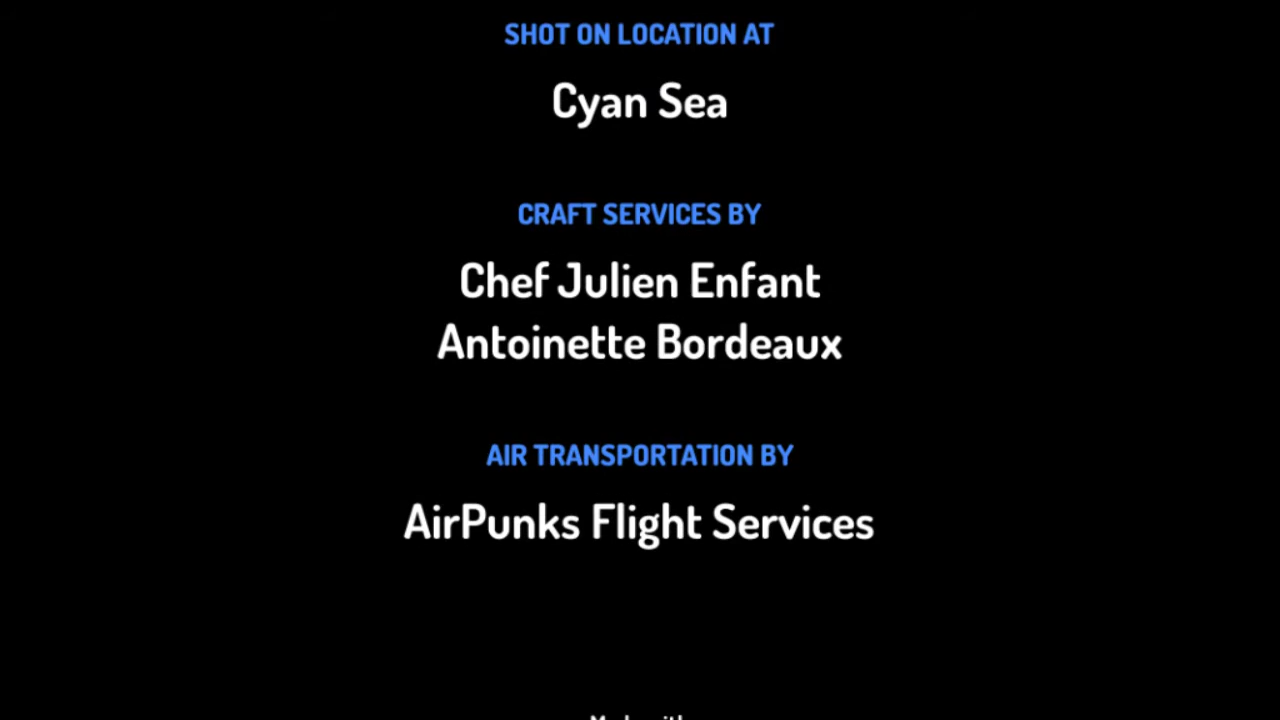 SHOT ON LOCATION AT
Cyan Sea
CRAFT SERVICES BY
Chef Julien Enfant
Antoinette Bordeaux
AIR TRANSPORTATION BY
AirPunks Flight Services